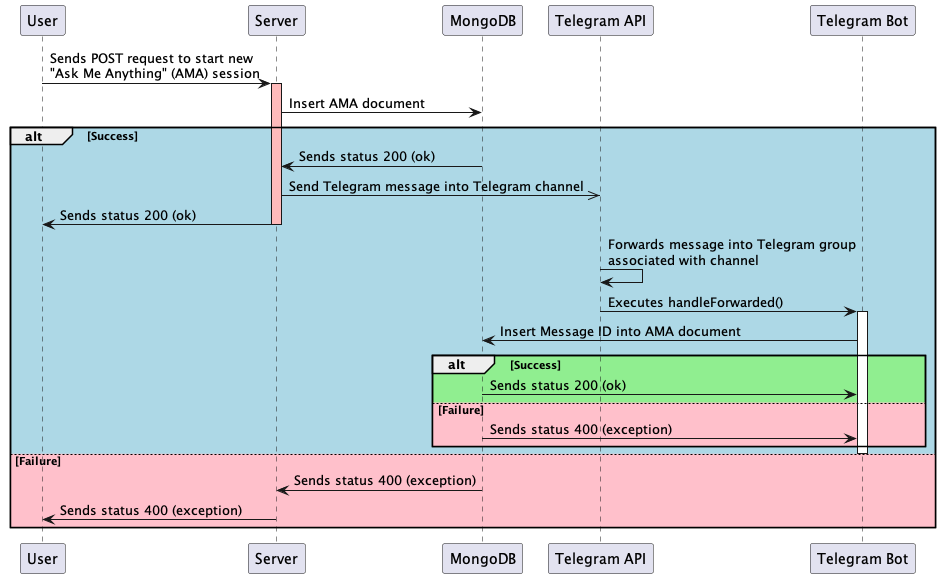 User
Server
MongoDB
Telegram API
Telegram Bot
Sends POST request to start new
"Ask Me Anything" (AMA) session
Insert AMA document
alt
[Success]
Sends status 200 (ok)
Send Telegram message into Telegram channel
Sends status 200 (ok)
Forwards message into Telegram group
associated with channel
Executes handleForwarded()
Insert Message ID into AMA document
alt
[Success]
Sends status 200 (ok)
[Failure]
Sends status 400 (exception)
[Failure]
Sends status 400 (exception)
Sends status 400 (exception)
User
Server
MongoDB
Telegram API
Telegram Bot